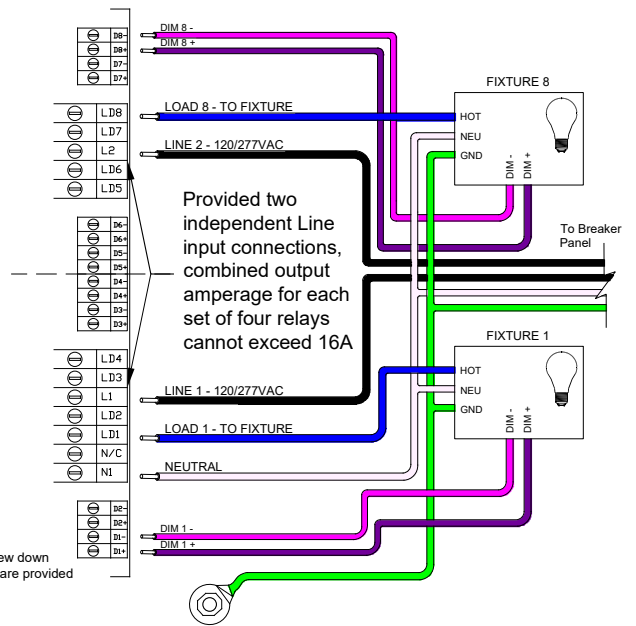 D8-
DIM 8 -
D8+
DIM 8 +
D7-
D7+
FIXTURE 8
LD8
LOAD 8 - TO FIXTURE
HOT
LD7
NEU
L2
LINE 2 - 120/277VAC
GND
DIM -
DIM +
LD6
LD5
Provided two
independent Line
input connections,
combined output
amperage for each
set of four relays
cannot exceed 16A
D6-
D6+
D5-
D5+
D4-
D4+
D3-
D3+
To Breaker
Panel
FIXTURE 1
LD4
LD3
HOT
L1
LINE 1 - 120/277VAC
NEU
LD2
GND
DIM -
DIM +
LD1
LOAD 1 - TO FIXTURE
N/C
N1
NEUTRAL
D2-
D2+
D1-
DIM 1 -
D1+
DIM 1 +
ew down
are provided